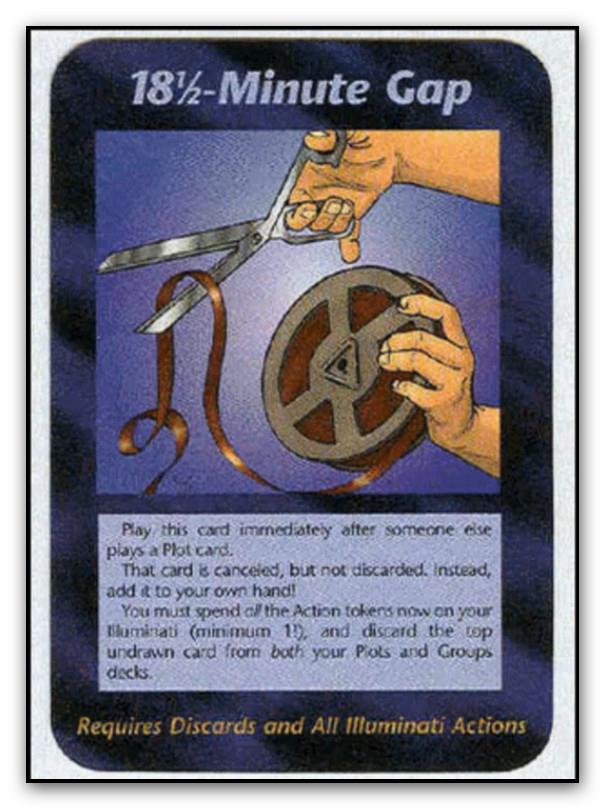 18½-Minute Gap
Play this card immediately after someone else
plays a Plot card.
That card is canceled, but not discarded. Instead,
add it to your own hand!
You must spend all the Action tokens now on your
Illuminati (minimum 1!), and discard the top
undrawn card from both your Plots and Groups
decks.
Requires Discards and All Illuminati Actions